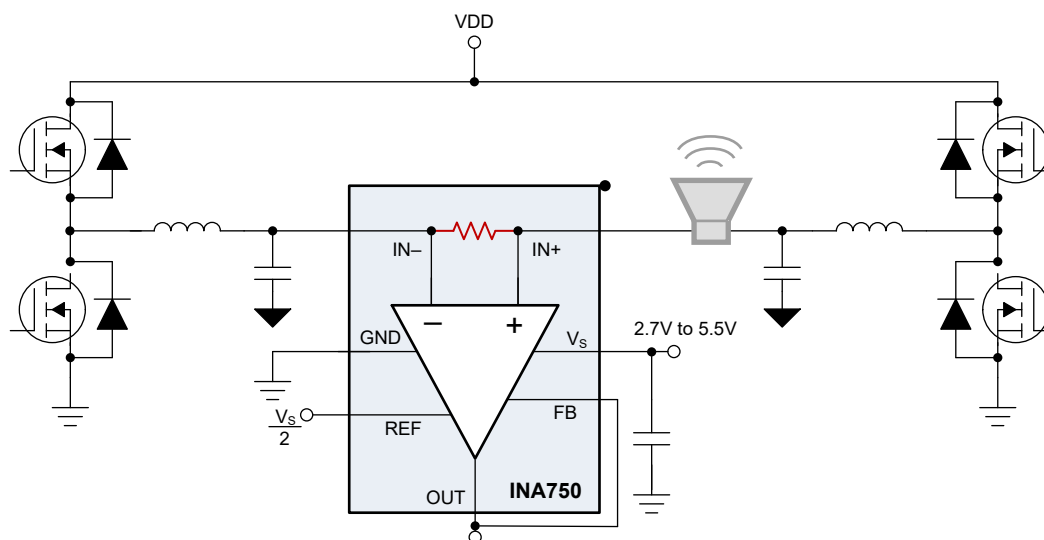 VDD
IN–
IN+
–
+
GND
VS
2.7V to 5.5V
VS
2
REF
FB
OUT
INA750